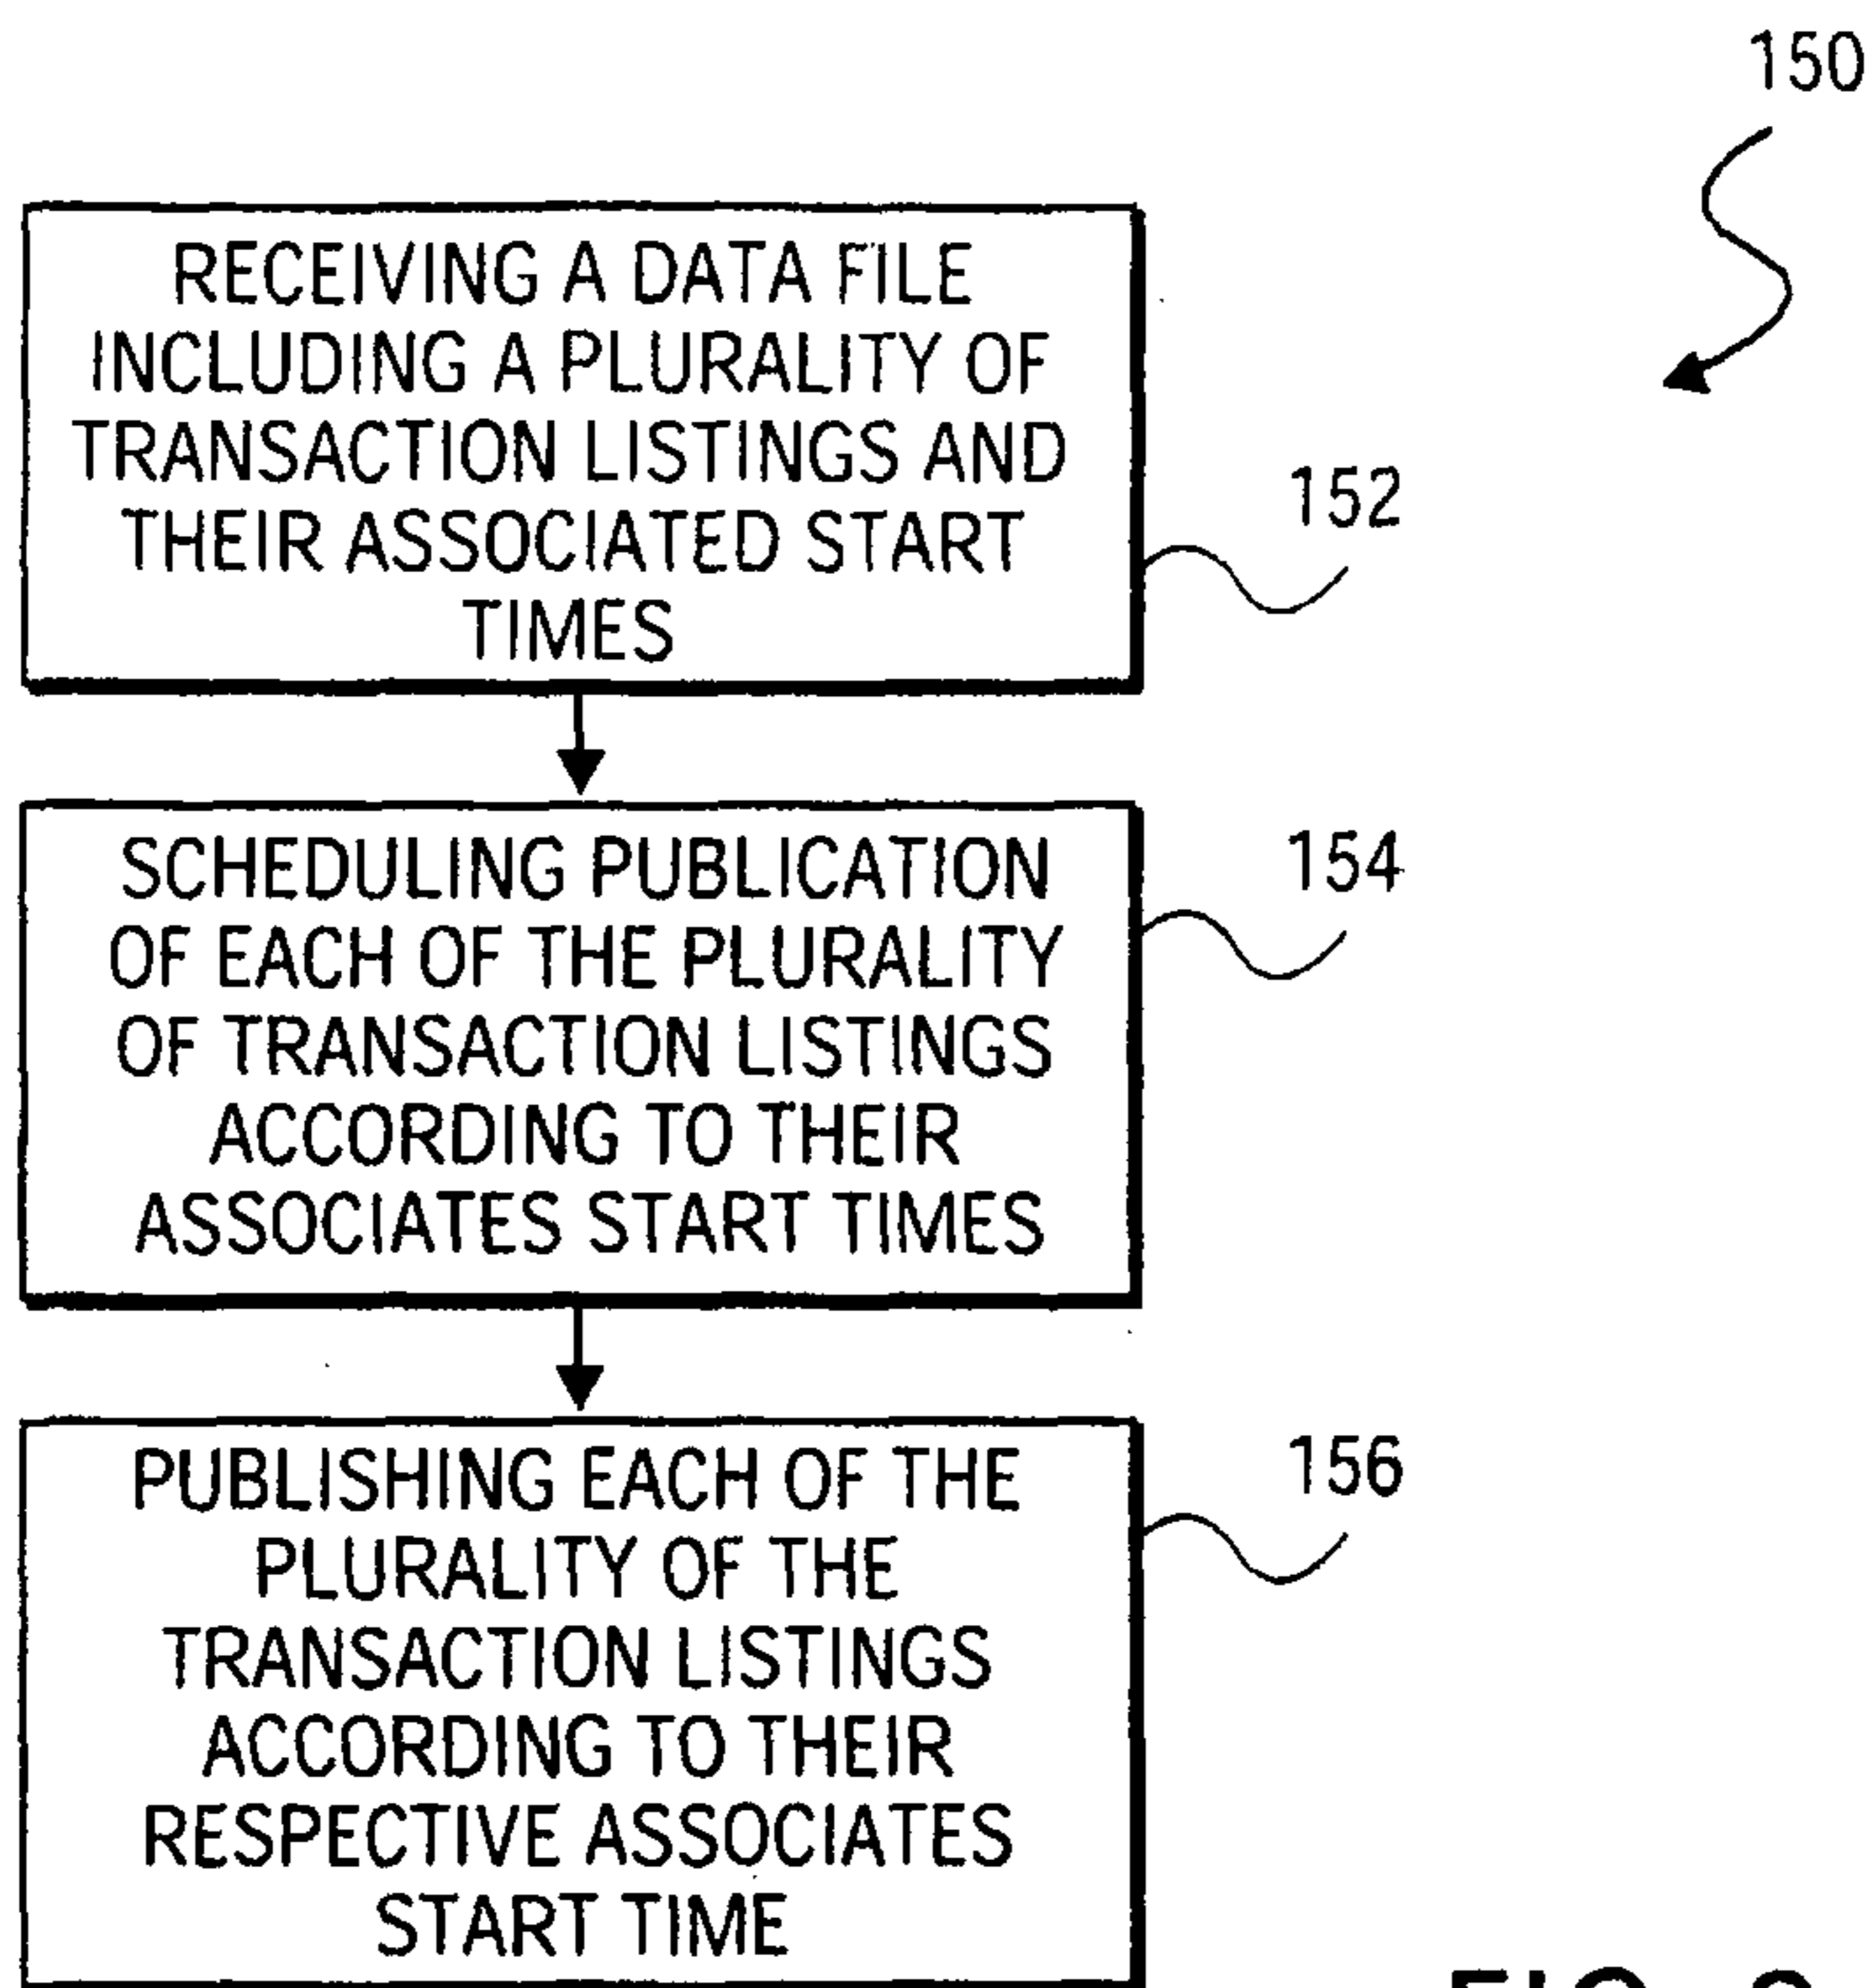 150
RECEIVING A DATA FILE
INCLUDING A PLURALITY OF
TRANSACTION LISTINGS AND
THEIR ASSOCIATED START
TIMES
152
SCHEDULING PUBLICATION
OF EACH OF THE PLURALITY
OF TRANSACTION LISTINGS
ACCORDING TO THEIR
ASSOCIATES START TIMES
154
PUBLISHING EACH OF THE
PLURALITY OF THE
TRANSACTION LISTINGS
ACCORDING TO THEIR
RESPECTIVE ASSOCIATES
START TIME
156